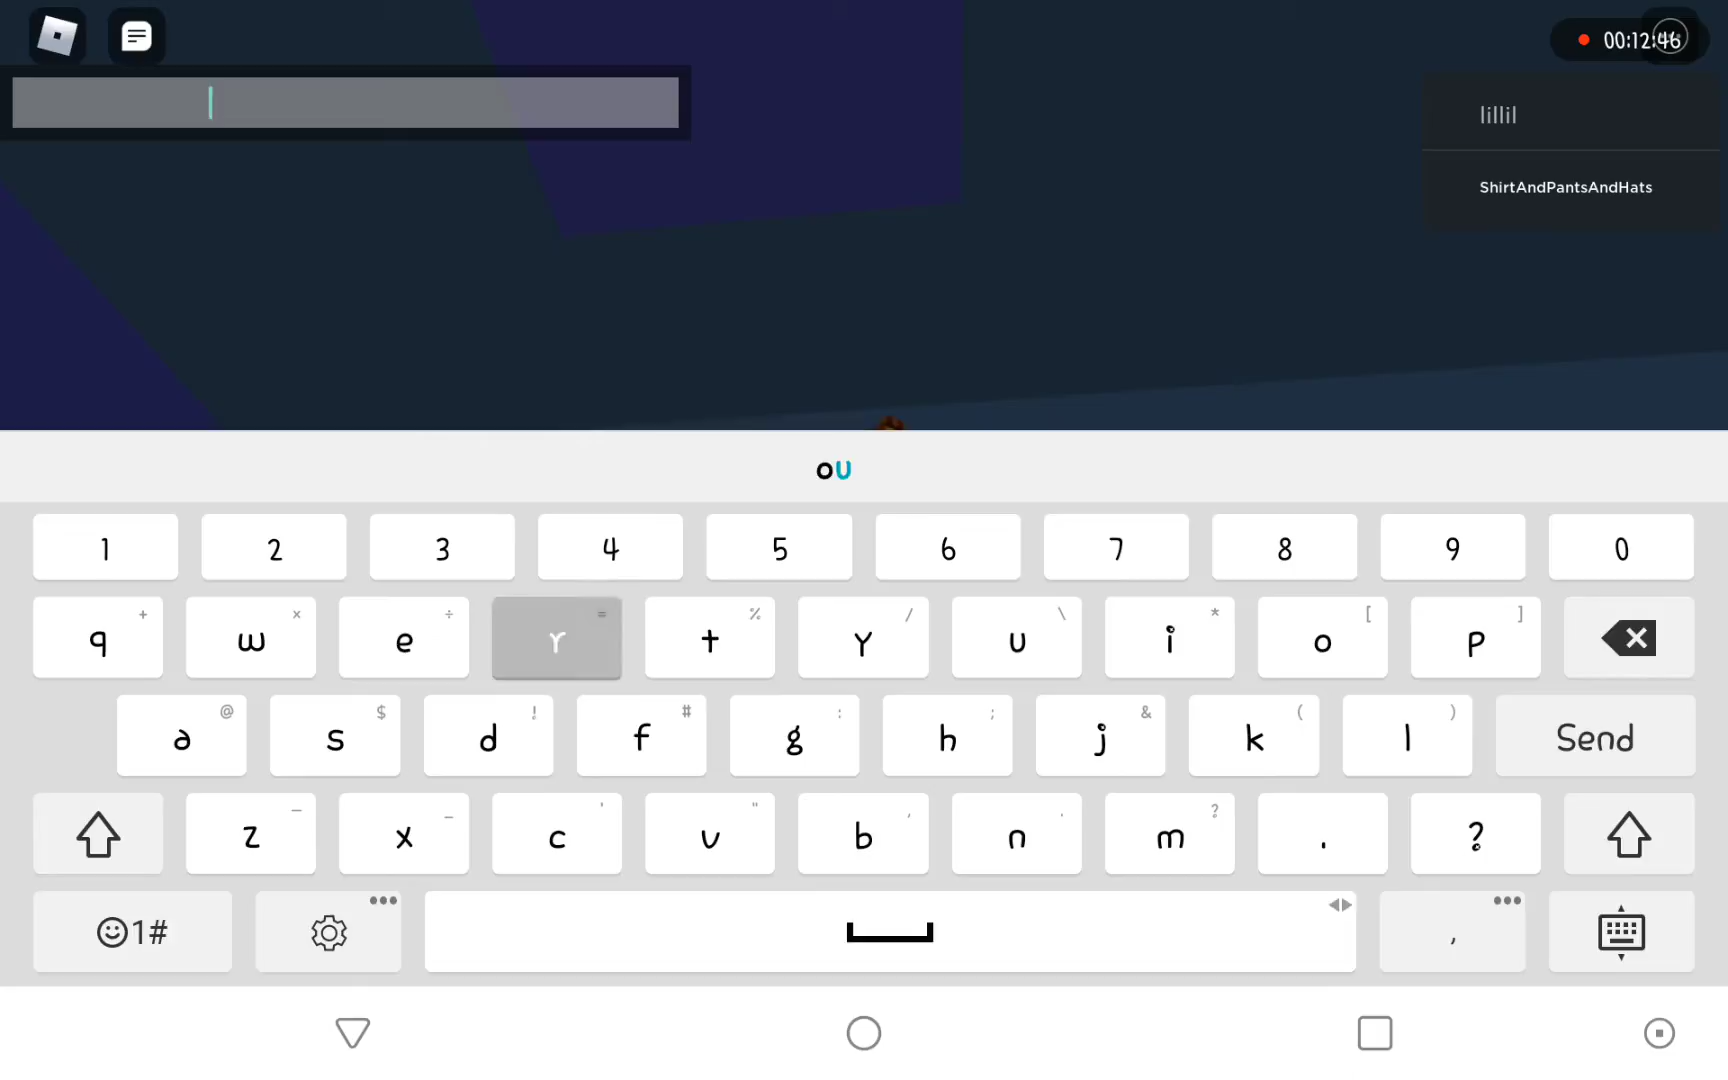 00:12:46
lillil
ShirtAndPantsAndHats
ou
1 2 3 4 5 6 7 8 9 0
q + w × e ÷ r = t % y / u \ i * o [ p ]
a @ s $ d ! f # g : h ; j & k ( l ) Send
z – x _ c ' v " b , n . m ? . ?
1# ,